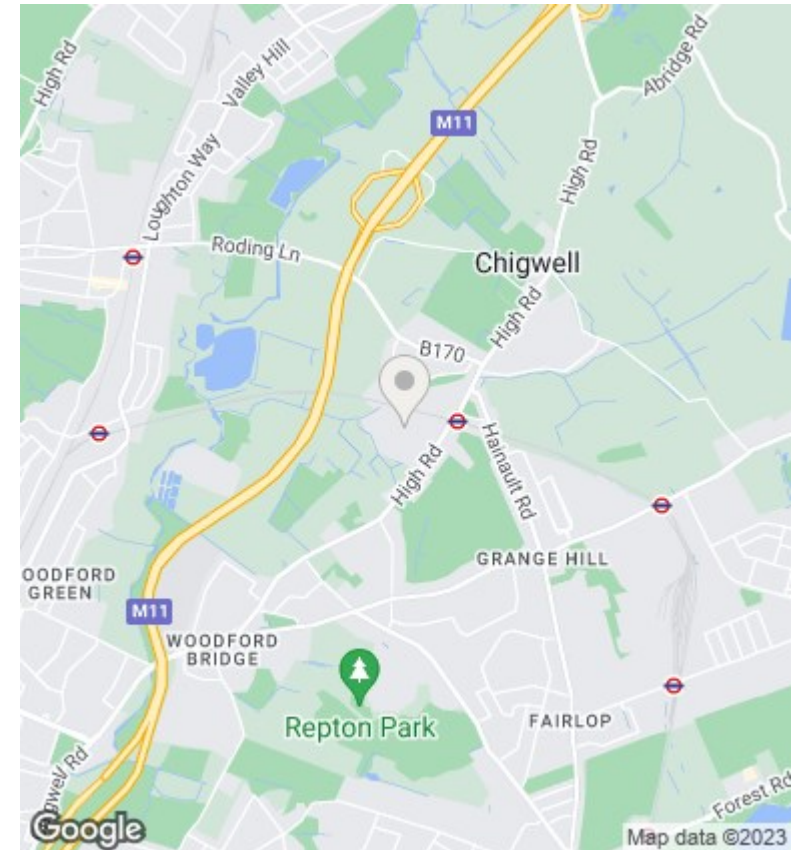 High Rd
Valley Hill
Abridge Rd
M11
Loughton Way
High Rd
Roding Ln
Chigwell
High Rd
B170
High Rd
Hainault Rd
GRANGE HILL
OODFORD
GREEN
M11
WOODFORD
BRIDGE
Repton Park
FAIRLOP
gwell Rd
Forest Rd
Google
Map data ©2023